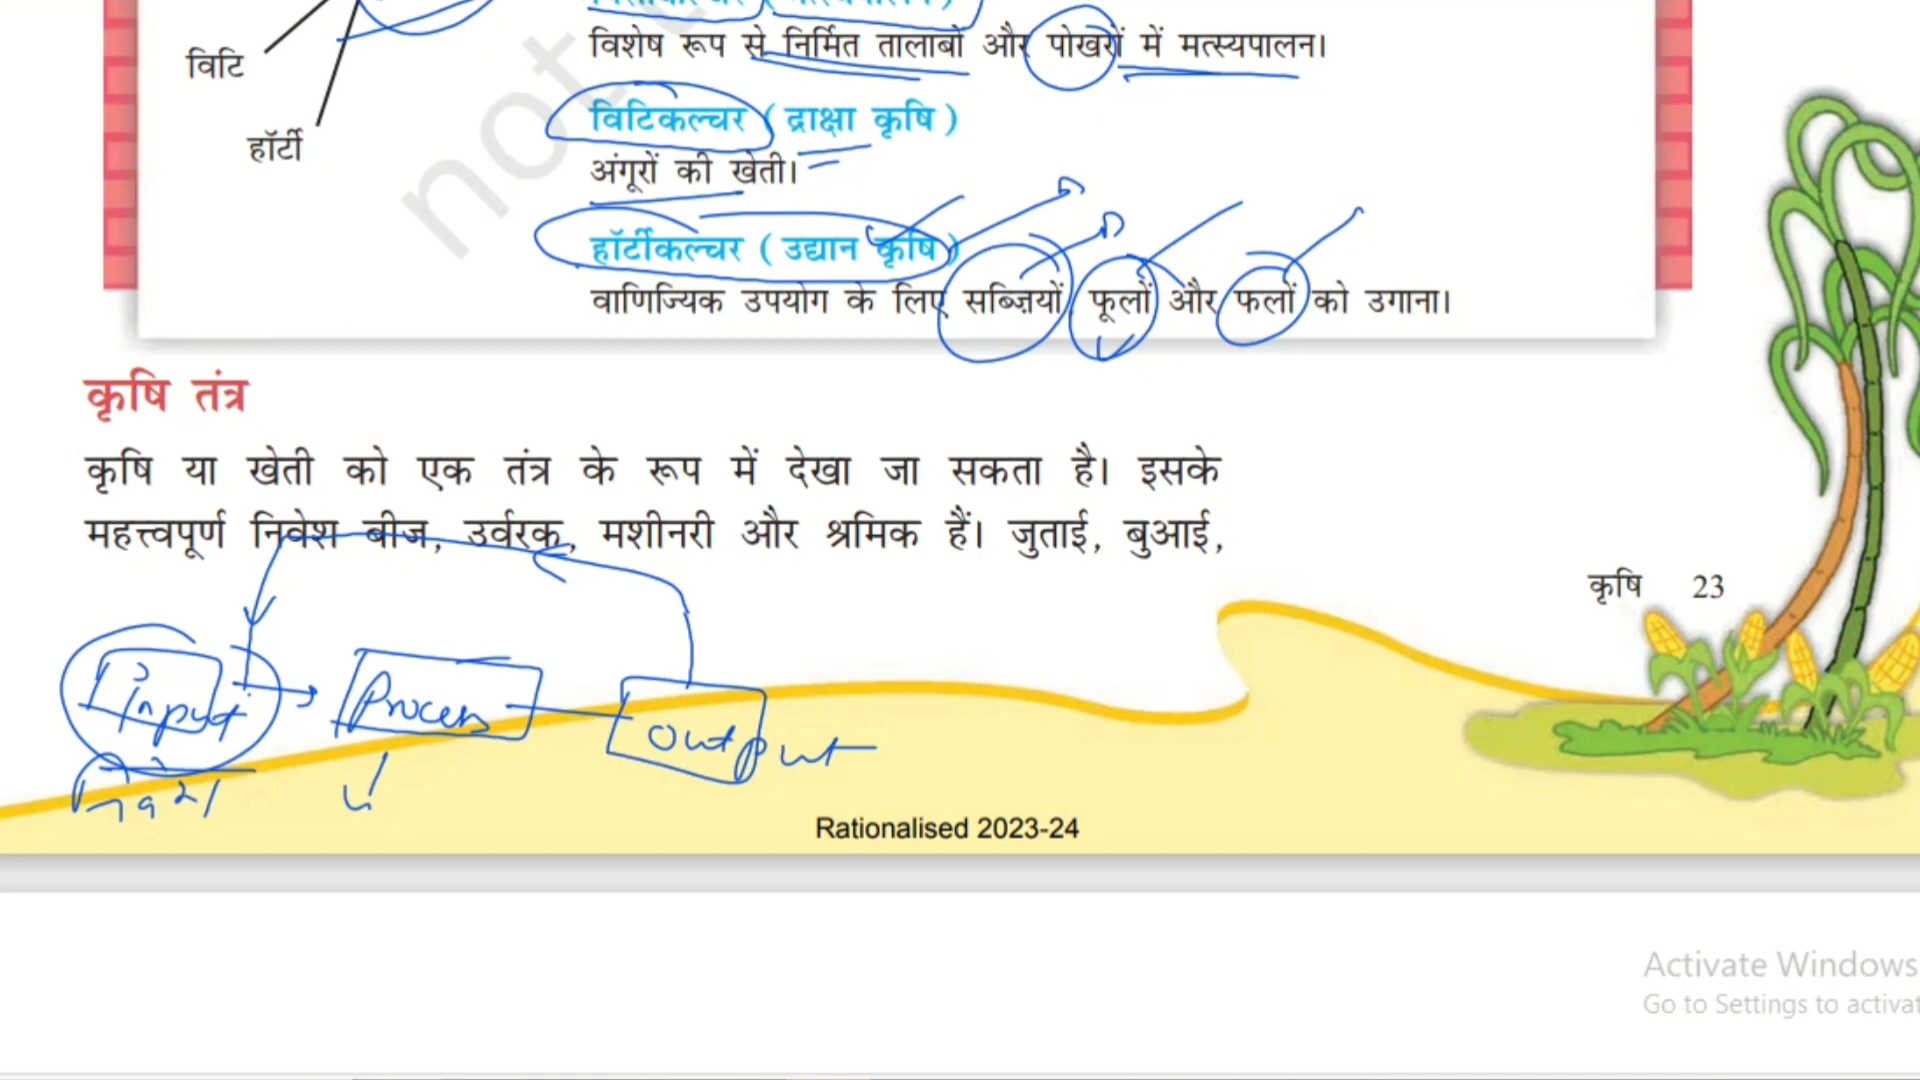 विटि
हॉर्टी
विशेष रूप से निर्मित तालाबों और पोखरों में मत्स्यपालन।
विटिकल्चर ( द्राक्षा कृषि )
अंगूरों की खेती।
हॉर्टीकल्चर ( उद्यान कृषि )
वाणिज्यिक उपयोग के लिए सब्ज़ियों, फूलों और फलों को उगाना।
not
कृषि तंत्र
कृषि या खेती को एक तंत्र के रूप में देखा जा सकता है। इसके
महत्त्वपूर्ण निवेश बीज, उर्वरक, मशीनरी और श्रमिक हैं। जुताई, बुआई,
कृषि 23
Input Process output
निवेश
Rationalised 2023-24
Activate Windows
Go to Settings to activat